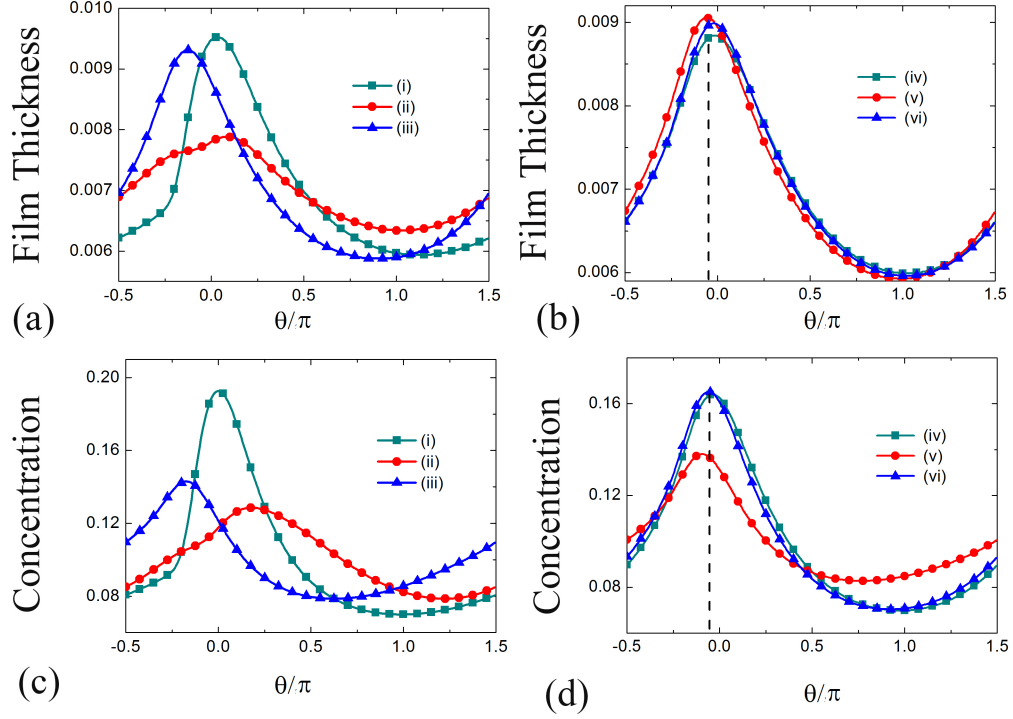 0.010
0.009
0.008
0.007
0.006
Film Thickness
(i)
(ii)
(iii)
-0.5 0.0 0.5 1.0 1.5
θ/π
(a)
0.009
0.009
0.007
0.006
Film Thickness
(iv)
(v)
(vi)
-0.5 0.0 0.5 1.0 1.5
θ/π
(b)
0.20
0.16
0.12
0.08
Concentration
(i)
(ii)
(iii)
-0.5 0.0 0.5 1.0 1.5
θ/π
(c)
0.16
0.12
0.08
Concentration
(iv)
(v)
(vi)
-0.5 0.0 0.5 1.0 1.5
θ/π
(d)